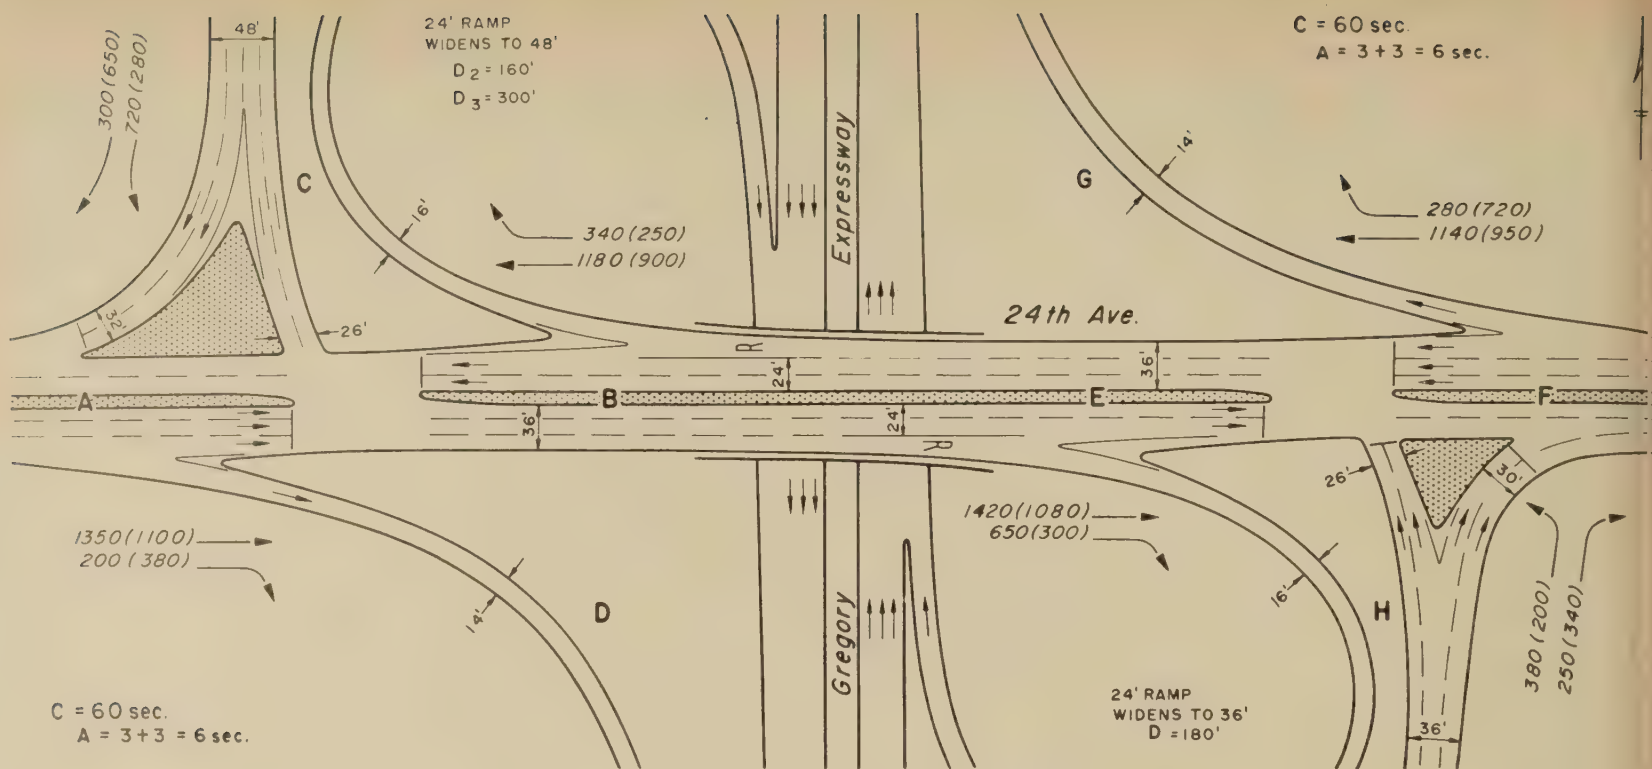 48'
24' RAMP
WIDENS TO 48'
D2 = 160'
D3 = 300'
C = 60 sec.
A = 3+3 = 6 sec.
300(650)
720(280)
C
16'
340(250)
1180(900)
Expressway
G
14'
280(720)
1140(950)
32'
26'
24th Ave.
R
24'
36'
A
B
E
F
36'
24'
R
1350(1100)
200(380)
14'
D
Gregory
1420(1080)
650(300)
26'
30'
16'
H
380(200)
250(340)
C = 60 sec.
A = 3+3 = 6 sec.
24' RAMP
WIDENS TO 36'
D = 180'
36'